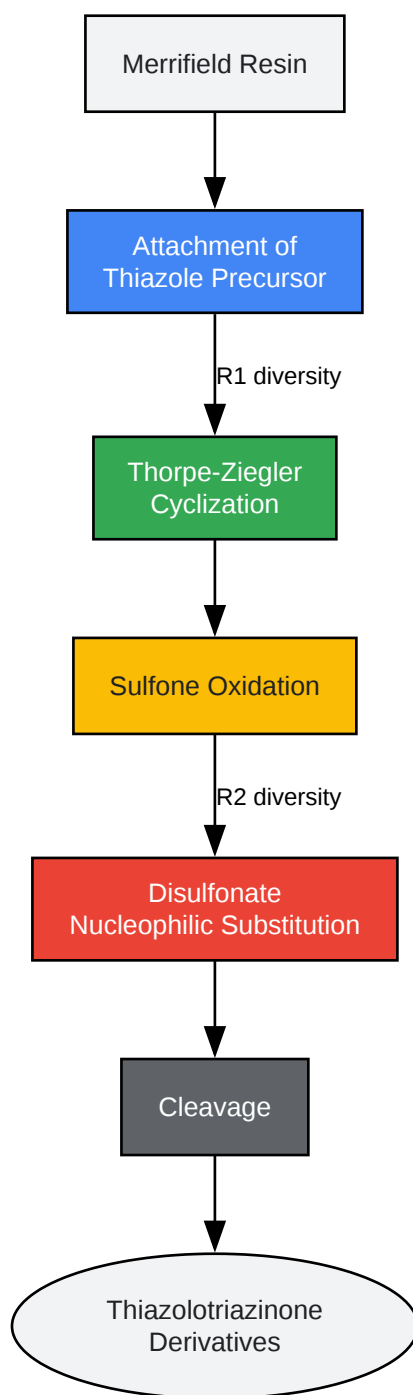 Merrifield Resin
Attachment of
Thiazole Precursor
R1 diversity
Thorpe-Ziegler
Cyclization
Sulfone Oxidation
R2 diversity
Disulfonate
Nucleophilic Substitution
Cleavage
Thiazolotriazinone
Derivatives